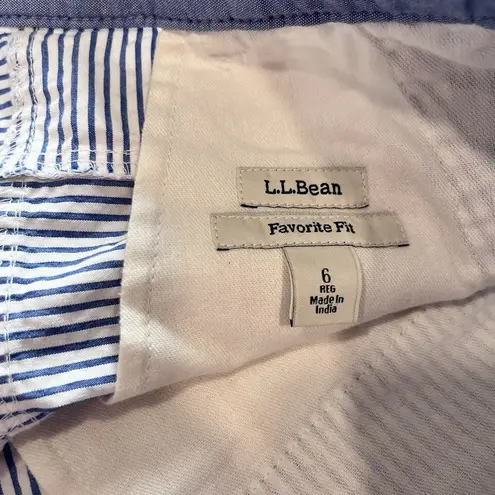 L.L.Bean
Favorite Fit
6
REG
Made In
India